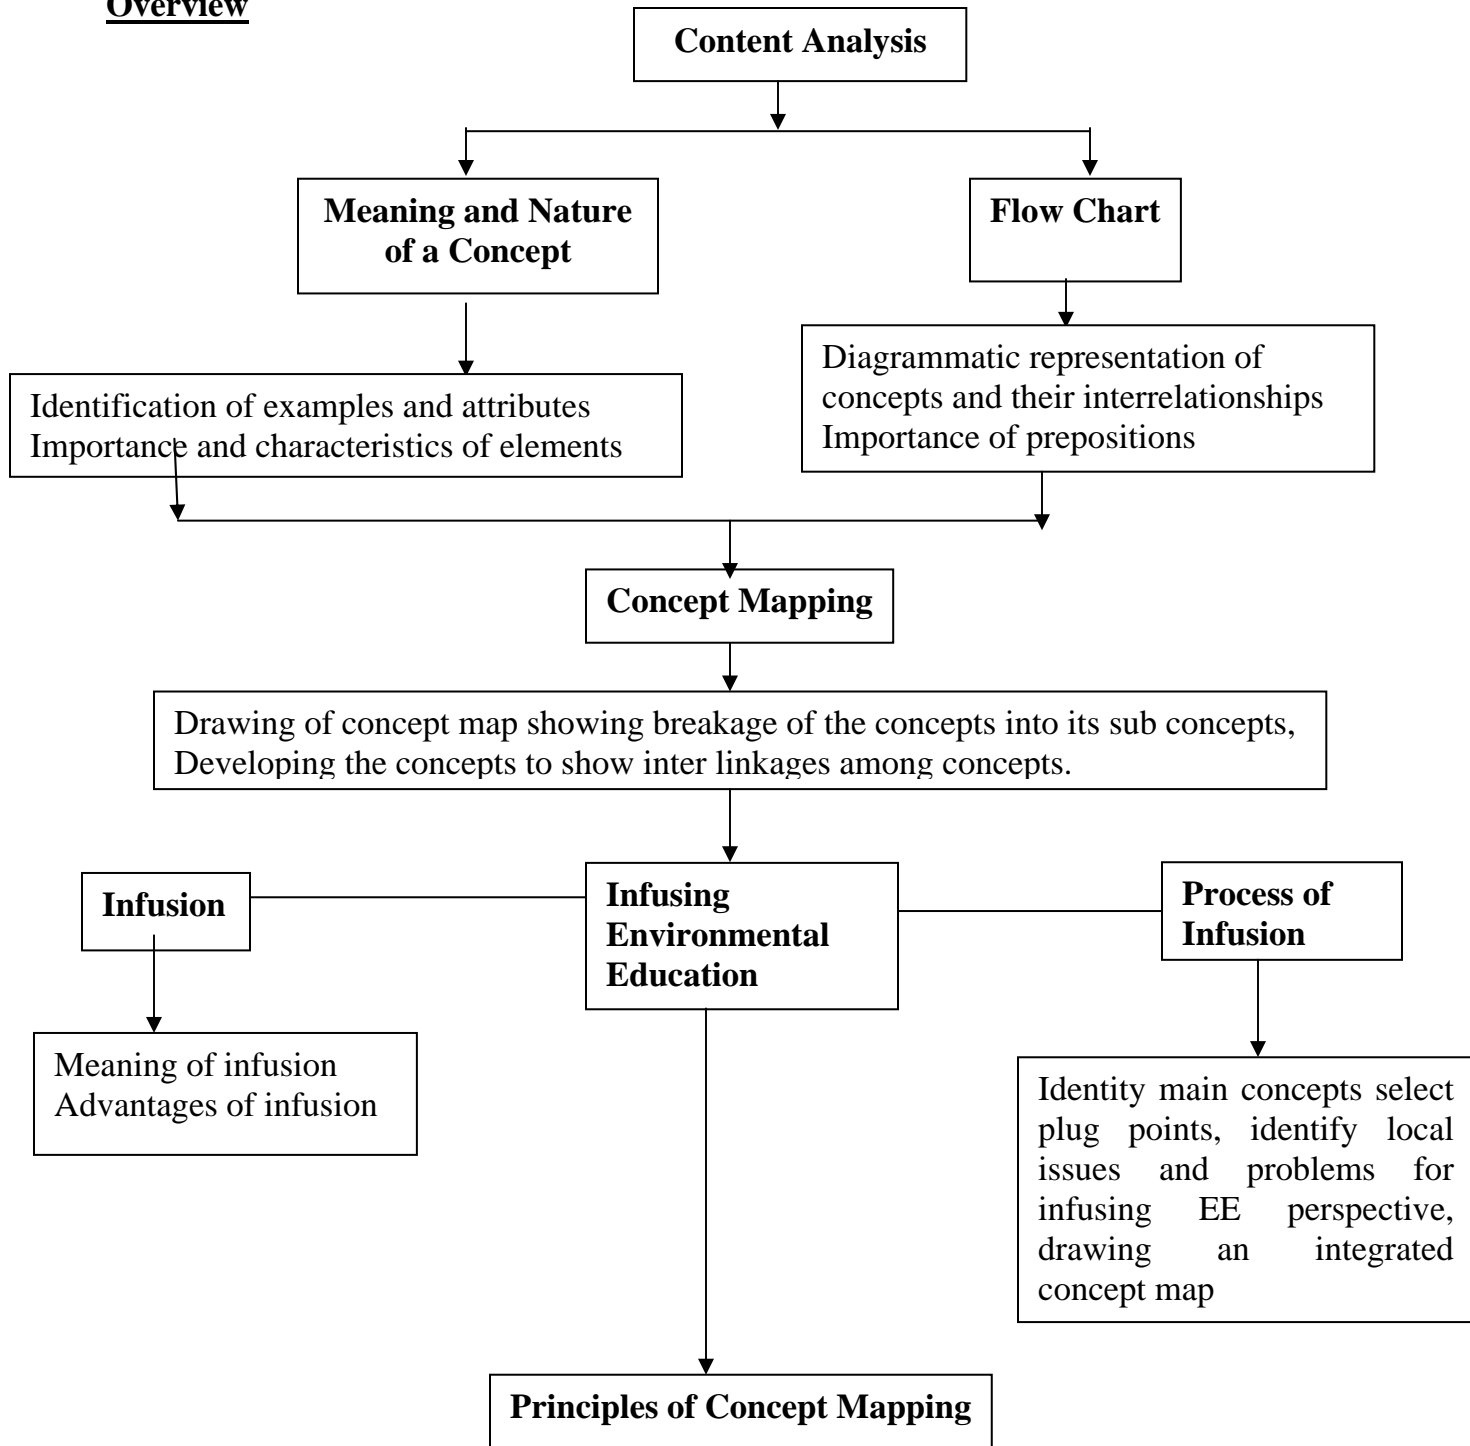 Overview
Content Analysis
Meaning and Nature
of a Concept
Flow Chart
Identification of examples and attributes
Importance and characteristics of elements
Diagrammatic representation of
concepts and their interrelationships
Importance of prepositions
Concept Mapping
Drawing of concept map showing breakage of the concepts into its sub concepts,
Developing the concepts to show inter linkages among concepts.
Infusion
Infusing
Environmental
Education
Process of
Infusion
Meaning of infusion
Advantages of infusion
Identity main concepts select
plug points, identify local
issues and problems for
infusing EE perspective,
drawing an integrated
concept map
Principles of Concept Mapping